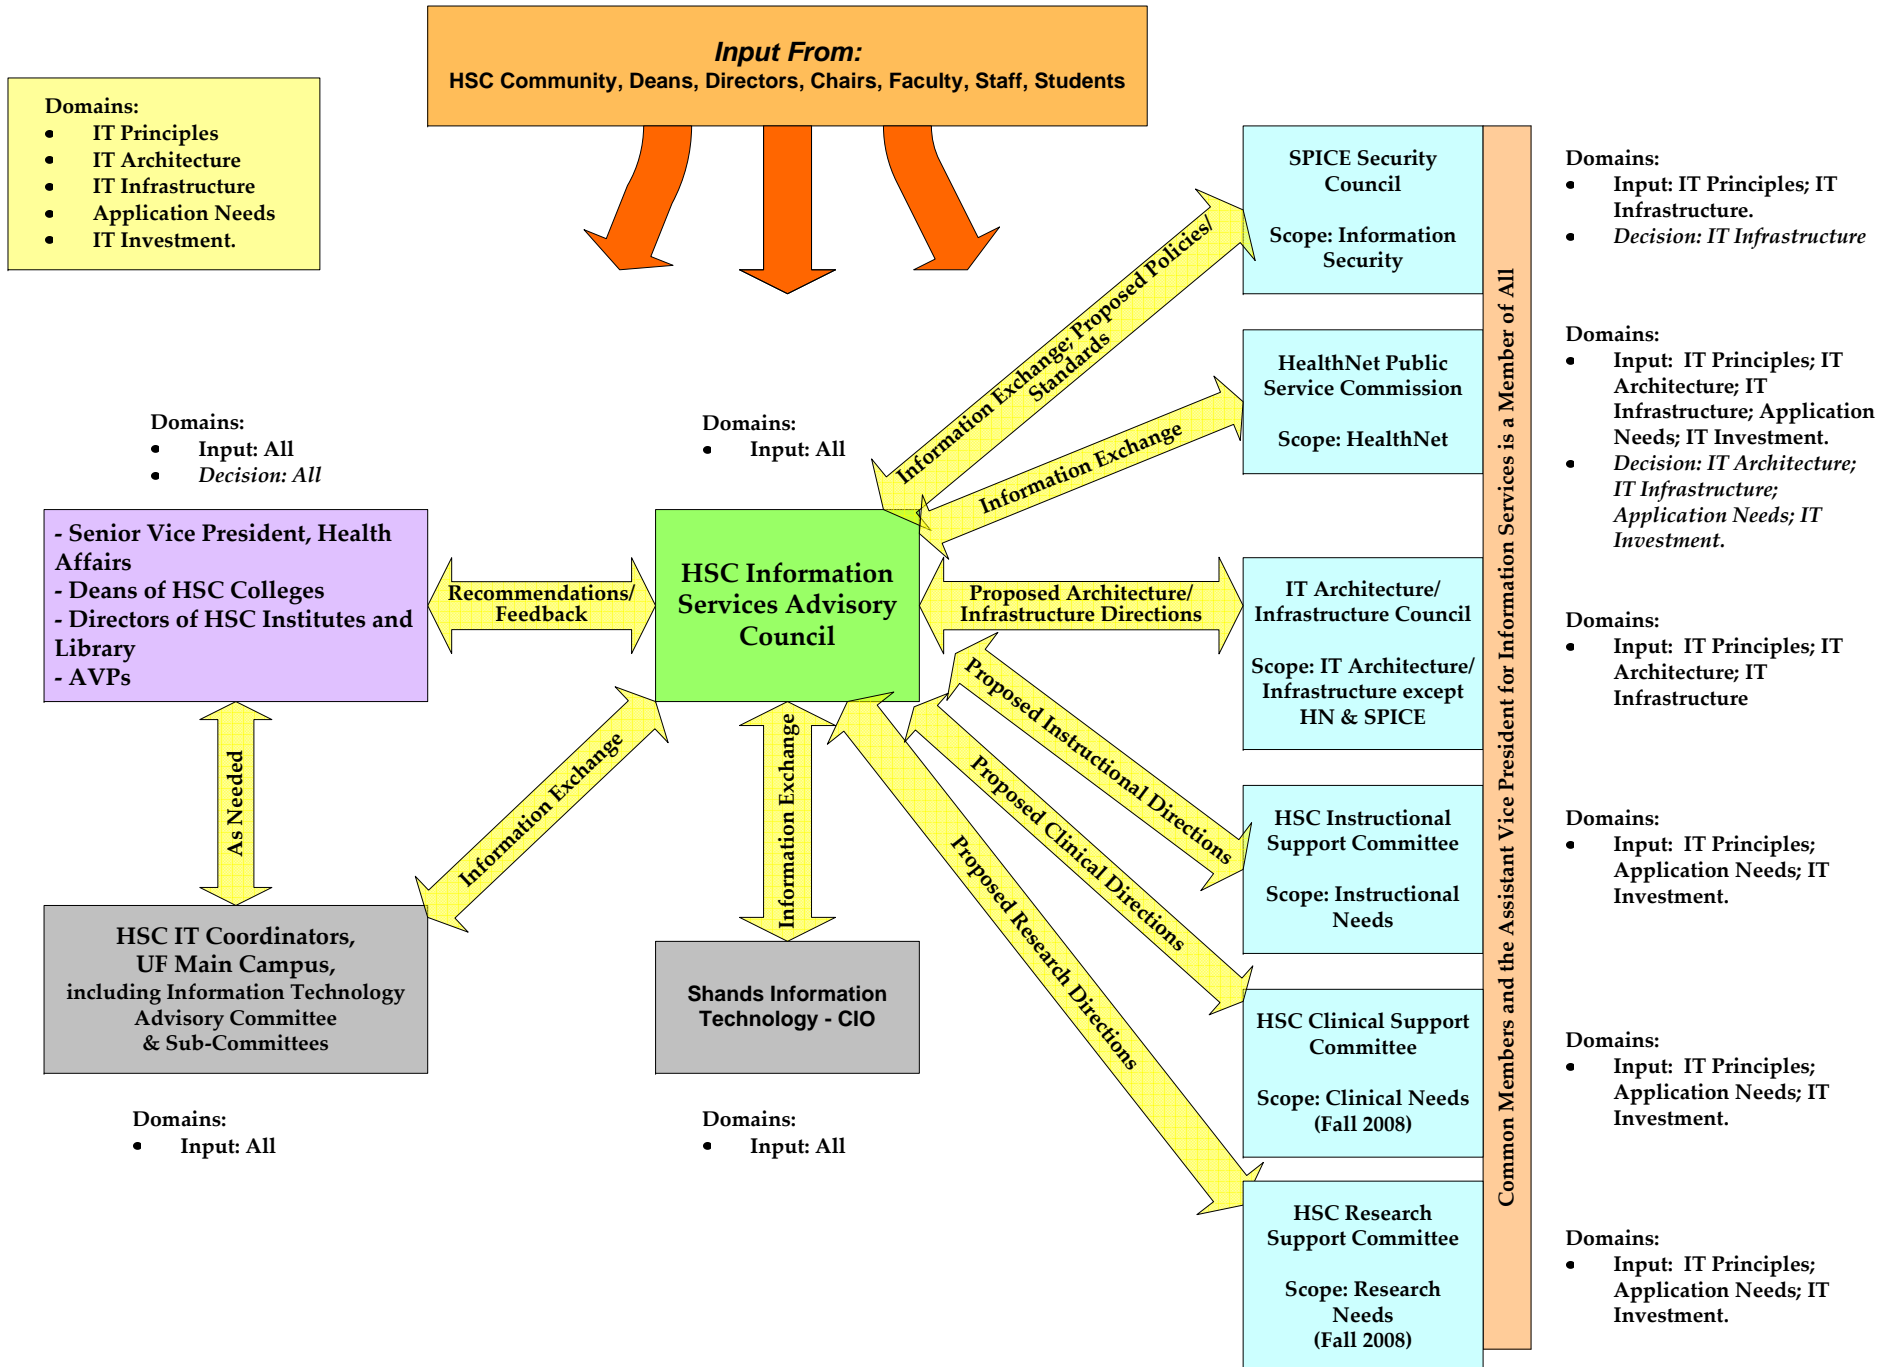 Input From:
HSC Community, Deans, Directors, Chairs, Faculty, Staff, Students
Domains:
• IT Principles
• IT Architecture
• IT Infrastructure
• Application Needs
• IT Investment.
SPICE Security
Council
Scope: Information
Security
Domains:
• Input: IT Principles; IT
Infrastructure.
• Decision: IT Infrastructure
Information Exchange; Proposed Policies/
Standards
HealthNet Public
Service Commission
Scope: HealthNet
Domains:
• Input: IT Principles; IT
Architecture; IT
Infrastructure; Application
Needs; IT Investment.
• Decision: IT Architecture;
IT Infrastructure;
Application Needs; IT
Investment.
Information Exchange
Domains:
• Input: All
• Decision: All
Domains:
• Input: All
- Senior Vice President, Health
Affairs
- Deans of HSC Colleges
- Directors of HSC Institutes and
Library
- AVPs
Recommendations/
Feedback
HSC Information
Services Advisory
Council
Proposed Architecture/
Infrastructure Directions
IT Architecture/
Infrastructure Council
Scope: IT Architecture/
Infrastructure except
HN & SPICE
Domains:
• Input: IT Principles; IT
Architecture; IT
Infrastructure
Common Members and the Assistant Vice President for Information Services is a Member of All
As Needed
Information Exchange
Information Exchange
Proposed Instructional Directions
Proposed Clinical Directions
Proposed Research Directions
HSC Instructional
Support Committee
Scope: Instructional
Needs
Domains:
• Input: IT Principles;
Application Needs; IT
Investment.
HSC IT Coordinators,
UF Main Campus,
including Information Technology
Advisory Committee
& Sub-Committees
Shands Information
Technology - CIO
HSC Clinical Support
Committee
Scope: Clinical Needs
(Fall 2008)
Domains:
• Input: IT Principles;
Application Needs; IT
Investment.
Domains:
• Input: All
Domains:
• Input: All
HSC Research
Support Committee
Scope: Research
Needs
(Fall 2008)
Domains:
• Input: IT Principles;
Application Needs; IT
Investment.